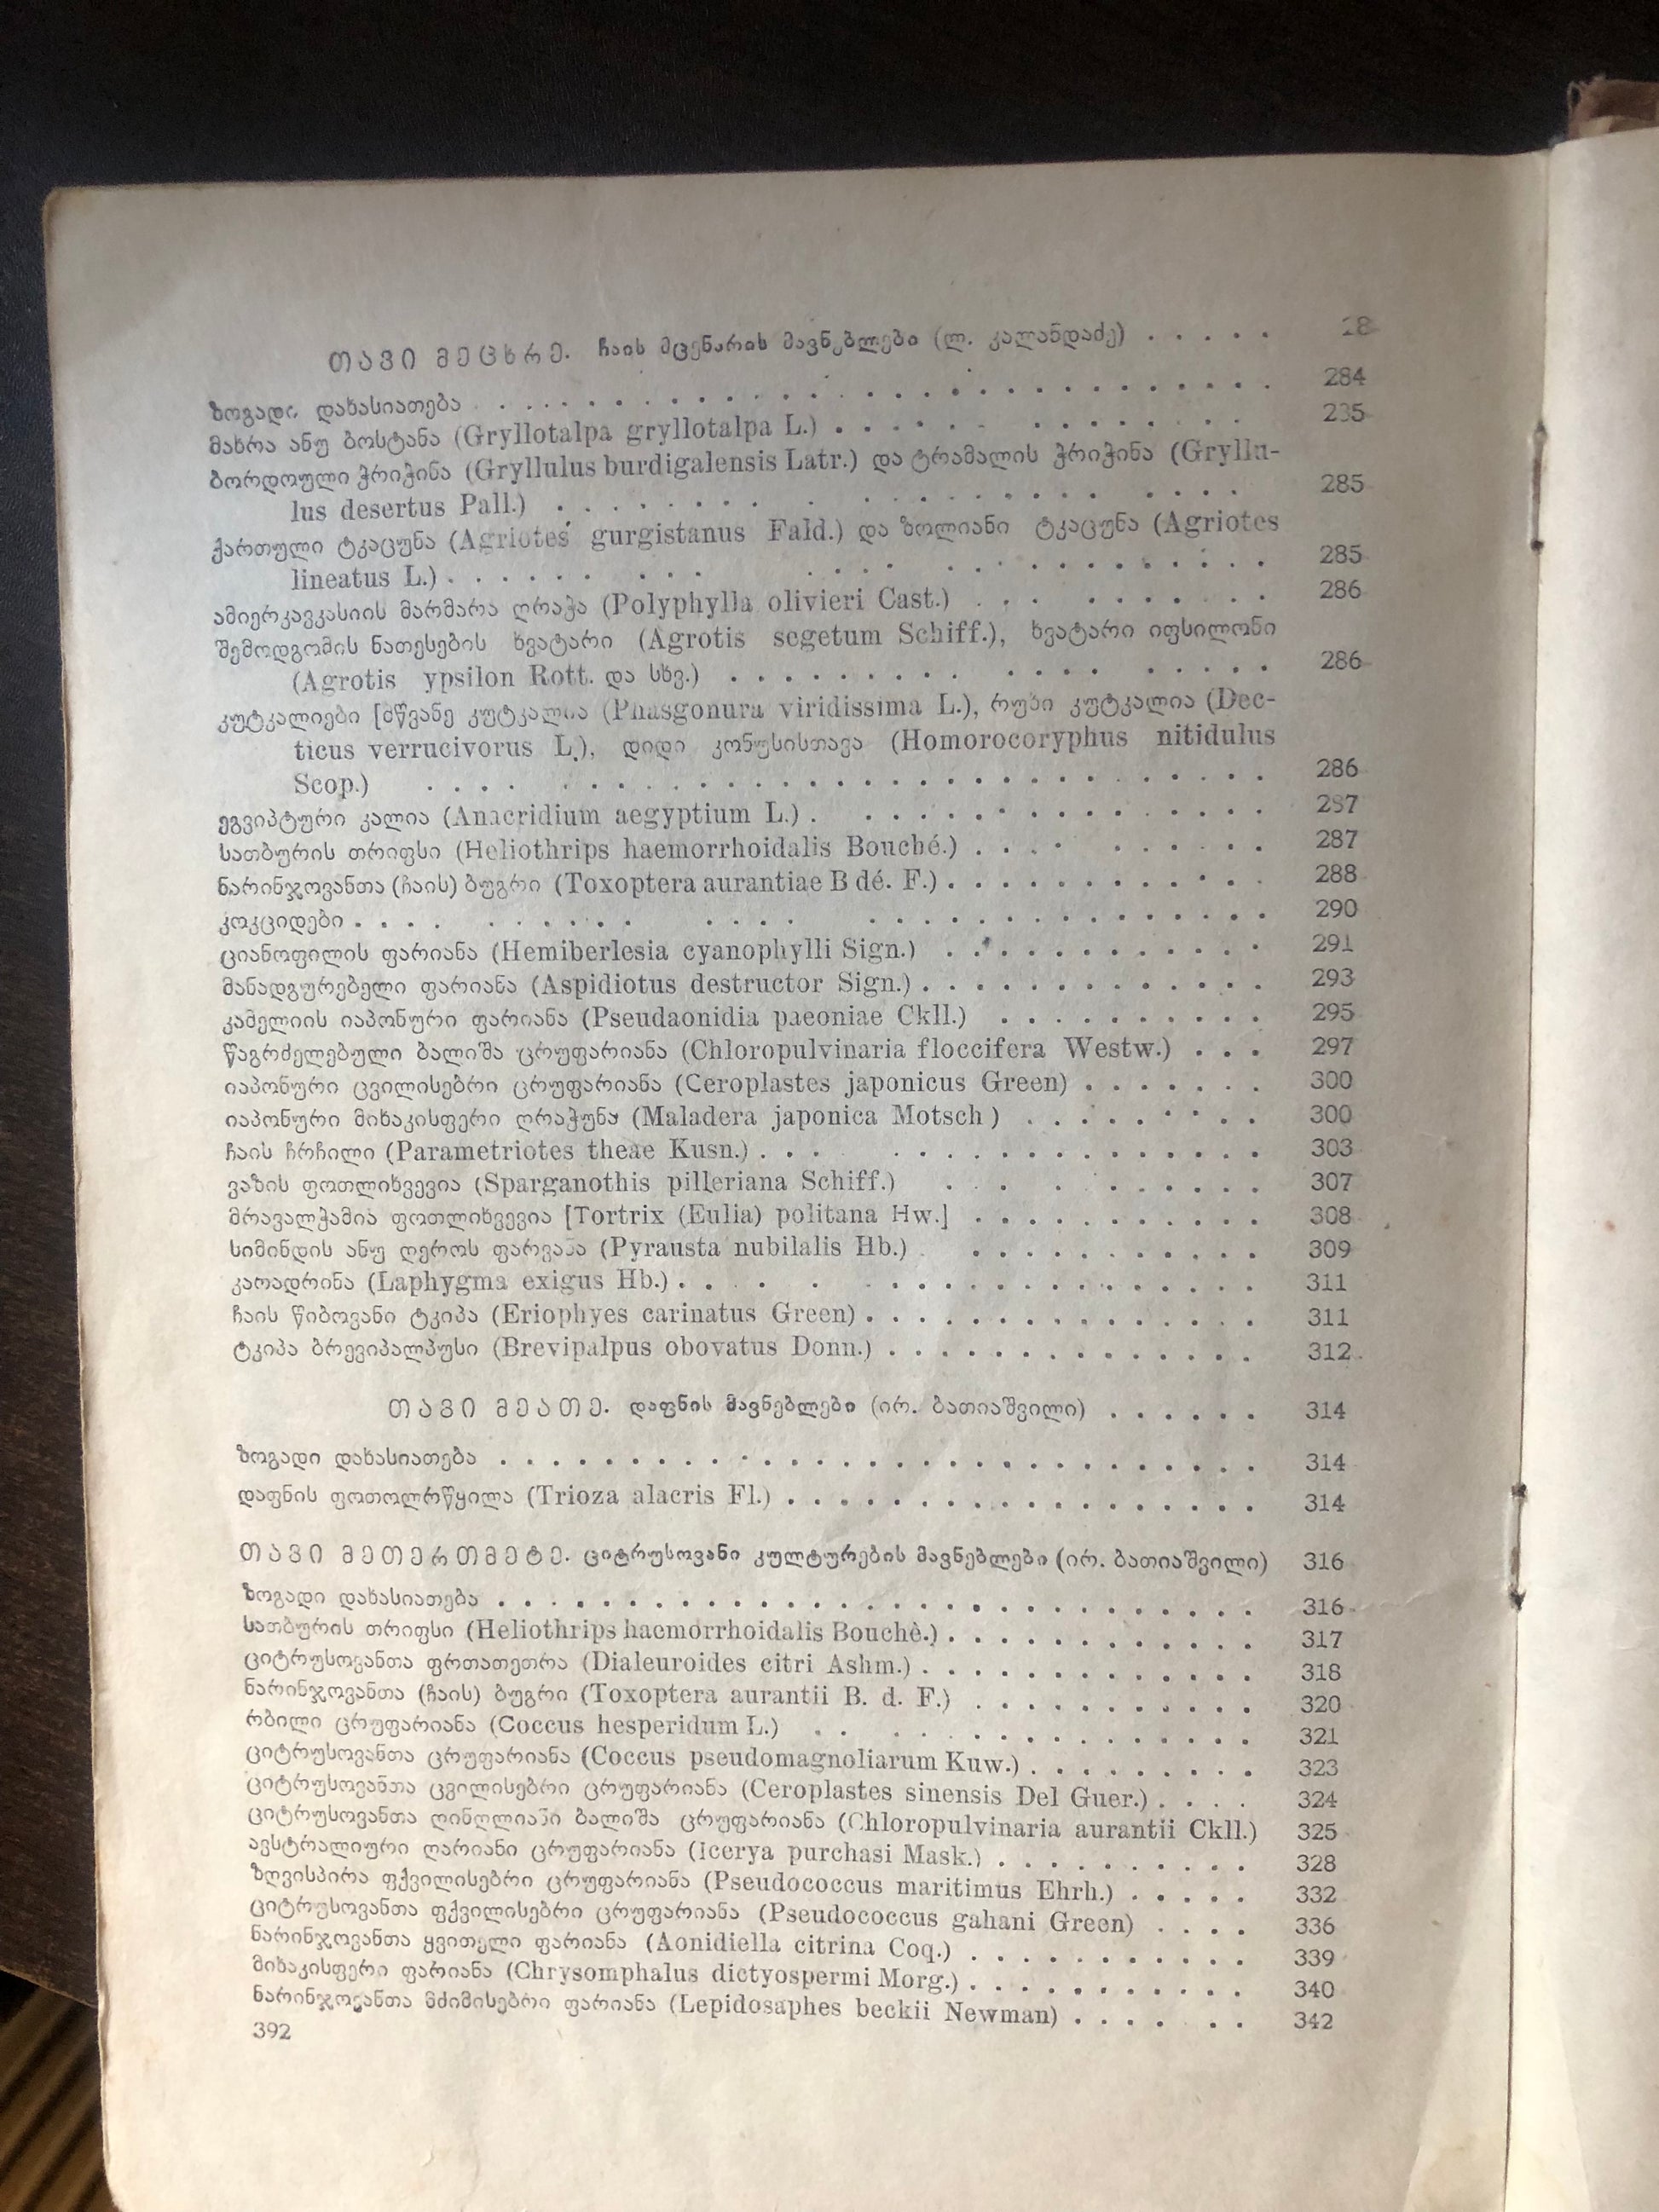 თავი მეცხრე. ჩაის მცენარის მავნებლები (ლ. კალანდაძე) . . . . . 28
ზოგადი დახასიათება . . . . . . . . . . 284
მახრა ანუ ბოსტანა (Gryllotalpa gryllotalpa L.) . . . . . . . . . . 285
ბორდოული ჭრიჭინა (Gryllulus burdigalensis Latr.) და ტრამალის ჭრიჭინა (Gryllu-
lus desertus Pall.) . . . . . . . . . . 285
ქართული ტკაცუნა (Agriotes gurgistanus Fald.) და ზოლიანი ტკაცუნა (Agriotes
lineatus L.) . . . . . . . . . . 285
ამიერკავკასიის მარმარა ღრაჭა (Polyphylla olivieri Cast.) . . . . . . . . . 286
შემოდგომის ნათესების ხვატარი (Agrotis segetum Schiff.), ხვატარი იფსილონი
(Agrotis ypsilon Rott. და სხვ.) . . . . . . . . . . 286
კუტკალიები [მწვანე კუტკალია (Phasgonura viridissima L.), რუხი კუტკალია (Dec-
ticus verrucivorus L.), დიდი კონუსისთავა (Homorocoryphus nitidulus
Scop.) . . . . . . . . . . 286
ეგვიპტური კალია (Anacridium aegyptium L.) . . . . . . . . . . 287
სათბურის თრიფსი (Heliothrips haemorrhoidalis Bouché.) . . . . . . . . . . 287
ნარინჯოვანთა (ჩაის) ბუგრი (Toxoptera aurantiae B dé. F.) . . . . . . . . . . 288
კოკციდები . . . . . . . . . . 290
ციანოფილის ფარიანა (Hemiberlesia cyanophylli Sign.) . . . . . . . . . . 291
მანადგურებელი ფარიანა (Aspidiotus destructor Sign.) . . . . . . . . . . 293
კამელიის იაპონური ფარიანა (Pseudaonidia paeoniae Ckll.) . . . . . . . . . . 295
წაგრძელებული ბალიშა ცრუფარიანა (Chloropulvinaria floccifera Westw.) . . . 297
იაპონური ცვილისებრი ცრუფარიანა (Ceroplastes japonicus Green) . . . . . . . 300
იაპონური მიხაკისფერი ღრაჭუნა (Maladera japonica Motsch ) . . . . . . . . . 300
ჩაის ჩრჩილი (Parametriotes theae Kusn.) . . . . . . . . . . 303
ვაზის ფოთლიხვევია (Sparganothis pilleriana Schiff.) . . . . . . . . . . 307
მრავალჭამია ფოთლიხვევია [Tortrix (Eulia) politana Hw.] . . . . . . . . . . 308
სიმინდის ანუ ღეროს ფარვანა (Pyrausta nubilalis Hb.) . . . . . . . . . . 309
კარადრინა (Laphygma exigus Hb.) . . . . . . . . . . 311
ჩაის წიბოვანი ტკიპა (Eriophyes carinatus Green) . . . . . . . . . . 311
ტკიპა ბრევიპალპუსი (Brevipalpus obovatus Donn.) . . . . . . . . . . 312
თავი მეათე. დაფნის მავნებლები (ირ. ბათიაშვილი) . . . . . . 314
ზოგადი დახასიათება . . . . . . . . . . 314
დაფნის ფოთოლრწყილა (Trioza alacris Fl.) . . . . . . . . . . 314
თავი მეთერთმეტე. ციტრუსოვანი კულტურების მავნებლები (ირ. ბათიაშვილი) 316
ზოგადი დახასიათება . . . . . . . . . . 316
სათბურის თრიფსი (Heliothrips haemorrhoidalis Bouchè.) . . . . . . . . . . 317
ციტრუსოვანთა ფრთათეთრა (Dialeuroides citri Ashm.) . . . . . . . . . . 318
ნარინჯოვანთა (ჩაის) ბუგრი (Toxoptera aurantii B. d. F.) . . . . . . . . . . 320
რბილი ცრუფარიანა (Coccus hesperidum L.) . . . . . . . . . . 321
ციტრუსოვანთა ცრუფარიანა (Coccus pseudomagnoliarum Kuw.) . . . . . . . . . 323
ციტრუსოვანთა ცვილისებრი ცრუფარიანა (Ceroplastes sinensis Del Guer.) . . . . 324
ციტრუსოვანთა ღინღლიანი ბალიშა ცრუფარიანა (Chloropulvinaria aurantii Ckll.) 325
ავსტრალიური ღარიანი ცრუფარიანა (Icerya purchasi Mask.) . . . . . . . . . . 328
ზღვისპირა ფქვილისებრი ცრუფარიანა (Pseudococcus maritimus Ehrh.) . . . . . 332
ციტრუსოვანთა ფქვილისებრი ცრუფარიანა (Pseudococcus gahani Green) . . . . 336
ნარინჯოვანთა ყვითელი ფარიანა (Aonidiella citrina Coq.) . . . . . . . . . . 339
მიხაკისფერი ფარიანა (Chrysomphalus dictyospermi Morg.) . . . . . . . . . . 340
ნარინჯოვანთა მძიმისებრი ფარიანა (Lepidosaphes beckii Newman) . . . . . . 342
392